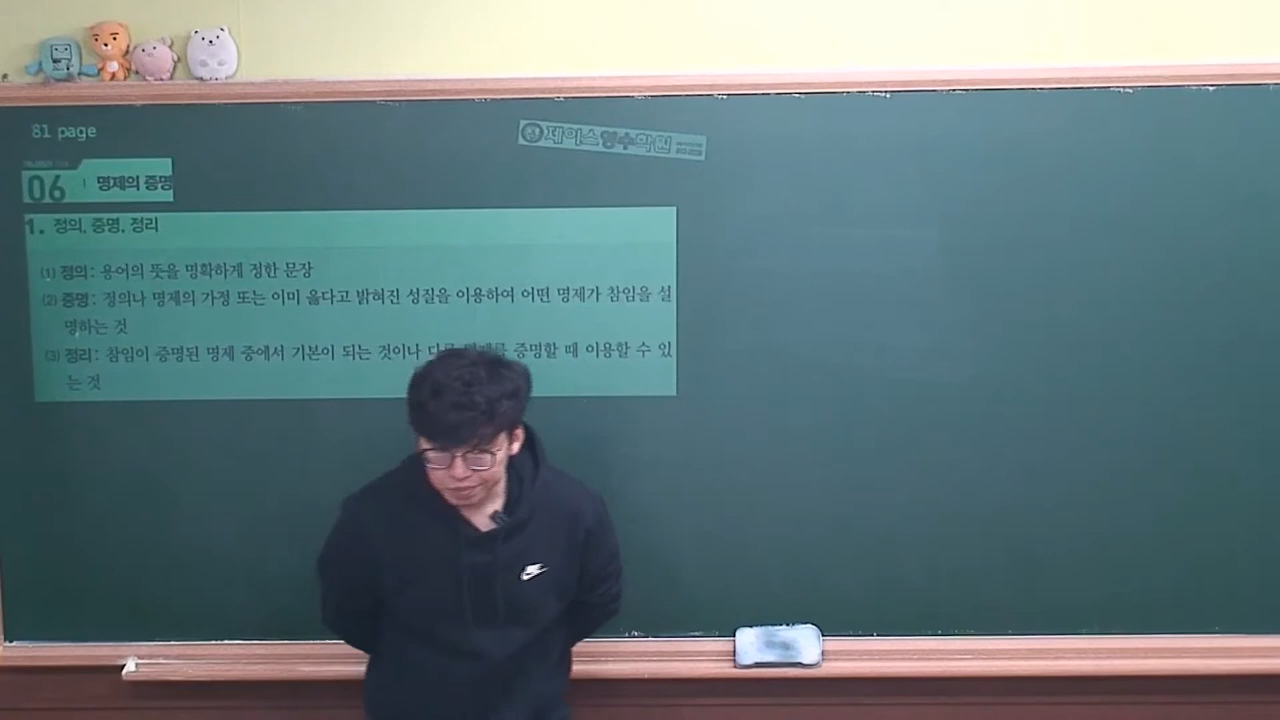 81 page
제이스영수학원
06 명제의 증명
1. 정의, 증명, 정리
(1) 정의: 용어의 뜻을 명확하게 정한 문장
(2) 증명: 정의나 명제의 가정 또는 이미 옳다고 밝혀진 성질을 이용하여 어떤 명제가 참임을 설
명하는 것
(3) 정리: 참임이 증명된 명제 중에서 기본이 되는 것이나 증명할 때 이용할 수 있
는 것